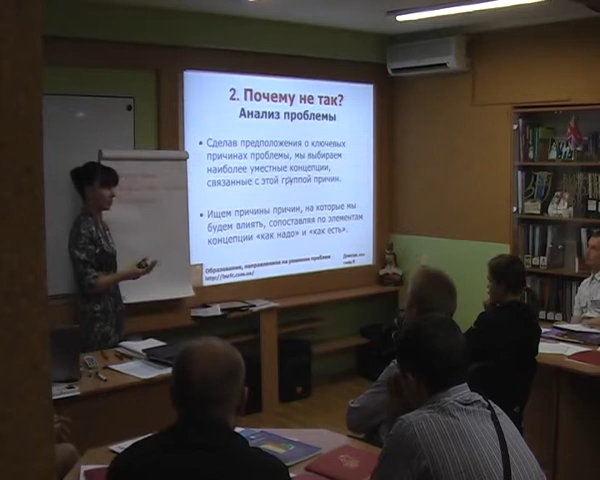 2. Почему не так?
Анализ проблемы
• Сделав предположения о ключевых
причинах проблемы, мы выбираем
наиболее уместные концепции,
связанные с этой группой причин.
• Ищем причины причин, на которые мы
будем влиять, сопоставляя по элементам
концепции «как надо» и «как есть».
Образование, направленное на решение проблем